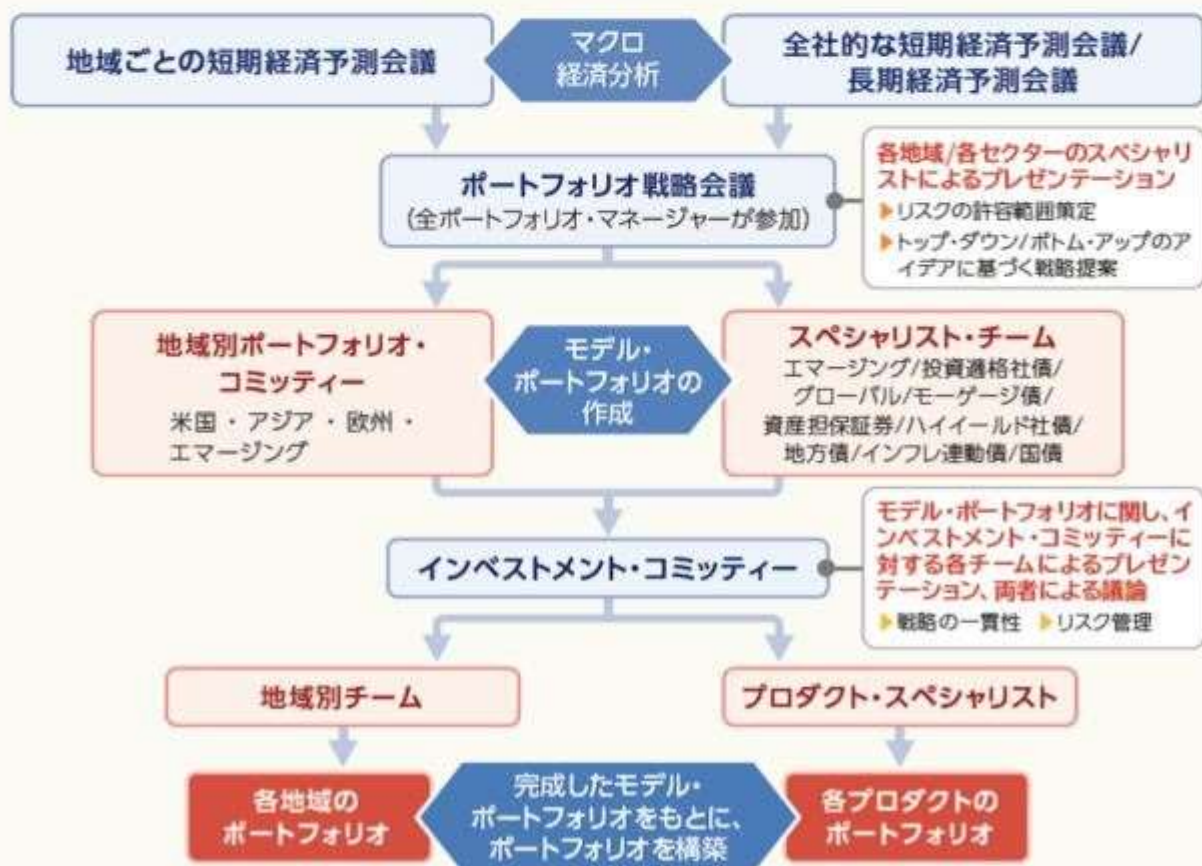 地域ごとの短期経済予測会議
マクロ
経済分析
全社的な短期経済予測会議/
長期経済予測会議
ポートフォリオ戦略会議
(全ポートフォリオ・マネージャーが参加)
各地域/各セクターのスペシャリ
ストによるプレゼンテーション
▶リスクの許容範囲策定
▶トップ・ダウン/ボトム・アップのア
イデアに基づく戦略提案
地域別ポートフォリオ・
コミッティー
米国・アジア・欧州・
エマージング
モデル・
ポートフォリオの
作成
スペシャリスト・チーム
エマージング/投資適格社債/
グローバル/モーゲージ債/
資産担保証券/ハイイールド社債/
地方債/インフレ連動債/国債
インベストメント・コミッティー
モデル・ポートフォリオに関し、イ
ンベストメント・コミッティーに
対する各チームによるプレゼン
テーション、両者による議論
▶戦略の一貫性 ▶リスク管理
地域別チーム
プロダクト・スペシャリスト
各地域の
ポートフォリオ
完成したモデル・
ポートフォリオをもとに、
ポートフォリオを構築
各プロダクトの
ポートフォリオ